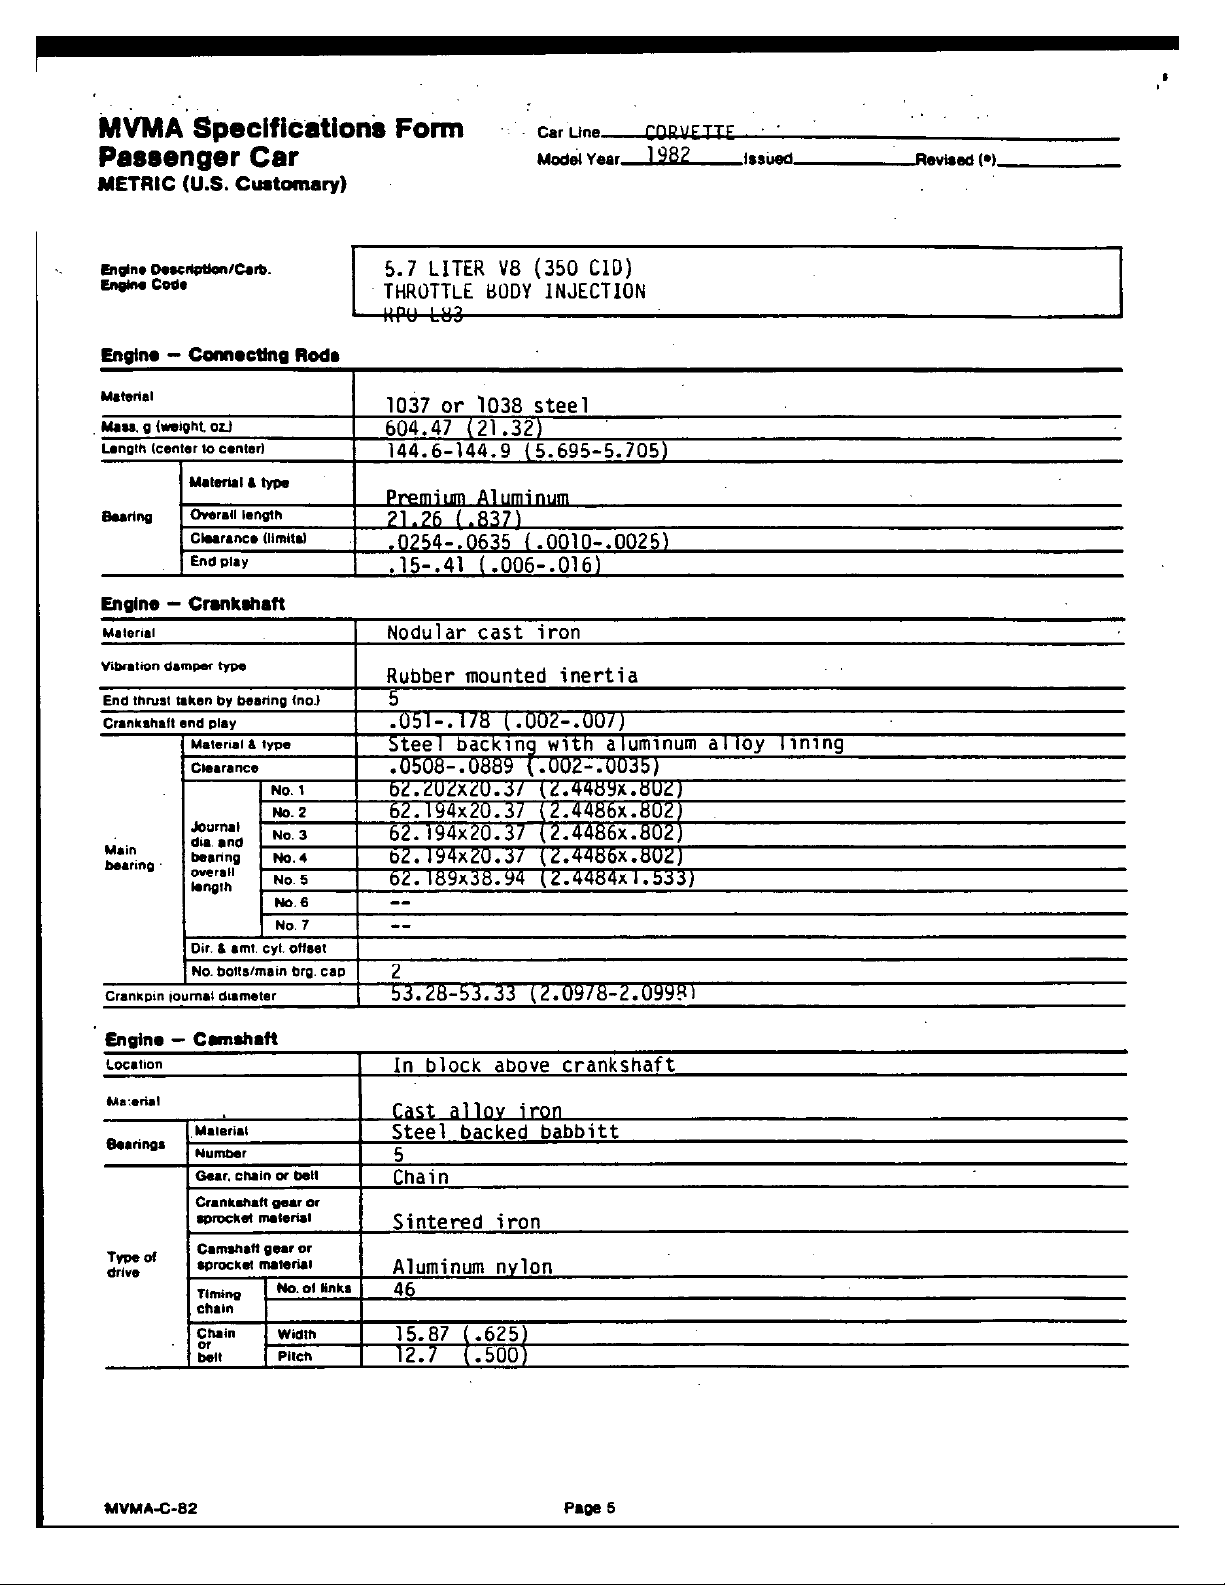 MVMA Specifications Form
Passenger Car
METRIC (U.S. Customary)
Car Line CORVETTE
Model Year 1982 Issued Revised (•)
Engine Description/Carb.
Engine Code
5.7 LITER V8 (350 CID)
THROTTLE BODY INJECTION
RPO L83
Engine — Connecting Rods
Material 1037 or 1038 steel
Mass, g (weight, oz.) 604.47 (21.32)
Length (center to center) 144.6-144.9 (5.695-5.705)
Bearing
Material & type Premium Aluminum
Overall length 21.26 (.837)
Clearance (limits) .0254-.0635 (.0010-.0025)
End play .15-.41 (.006-.016)
Engine — Crankshaft
Material Nodular cast iron
Vibration damper type Rubber mounted inertia
End thrust taken by bearing (no.) 5
Crankshaft end play .051-.178 (.002-.007)
Main bearing
Material & type Steel backing with aluminum alloy lining
Clearance .0508-.0889 (.002-.0035)
Journal dia. and bearing overall length
No. 1 62.202x20.37 (2.4489x.802)
No. 2 62.194x20.37 (2.4486x.802)
No. 3 62.194x20.37 (2.4486x.802)
No. 4 62.194x20.37 (2.4486x.802)
No. 5 62.189x38.94 (2.4484x1.533)
No. 6 --
No. 7 --
Dir. & amt. cyl. offset
No. bolts/main brg. cap 2
Crankpin journal diameter 53.28-53.33 (2.0978-2.0998)
Engine — Camshaft
Location In block above crankshaft
Material Cast alloy iron
Bearings
Material Steel backed babbitt
Number 5
Type of drive
Gear, chain or belt Chain
Crankshaft gear or sprocket material Sintered iron
Camshaft gear or sprocket material Aluminum nylon
Timing chain No. of links 46
Chain or belt
Width 15.87 (.625)
Pitch 12.7 (.500)
MVMA-C-82 Page 5